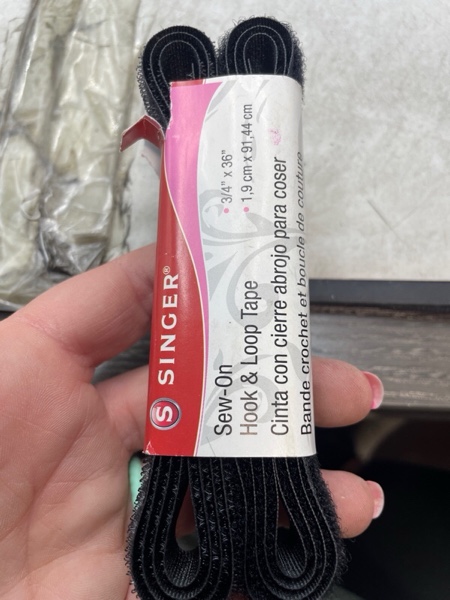 S SINGER®
• 3/4" x 36"
• 1,9 cm x 91,44 cm
Sew-On
Hook & Loop Tape
Cinta con cierre abrojo para coser
Bande crochet et boucle de couture